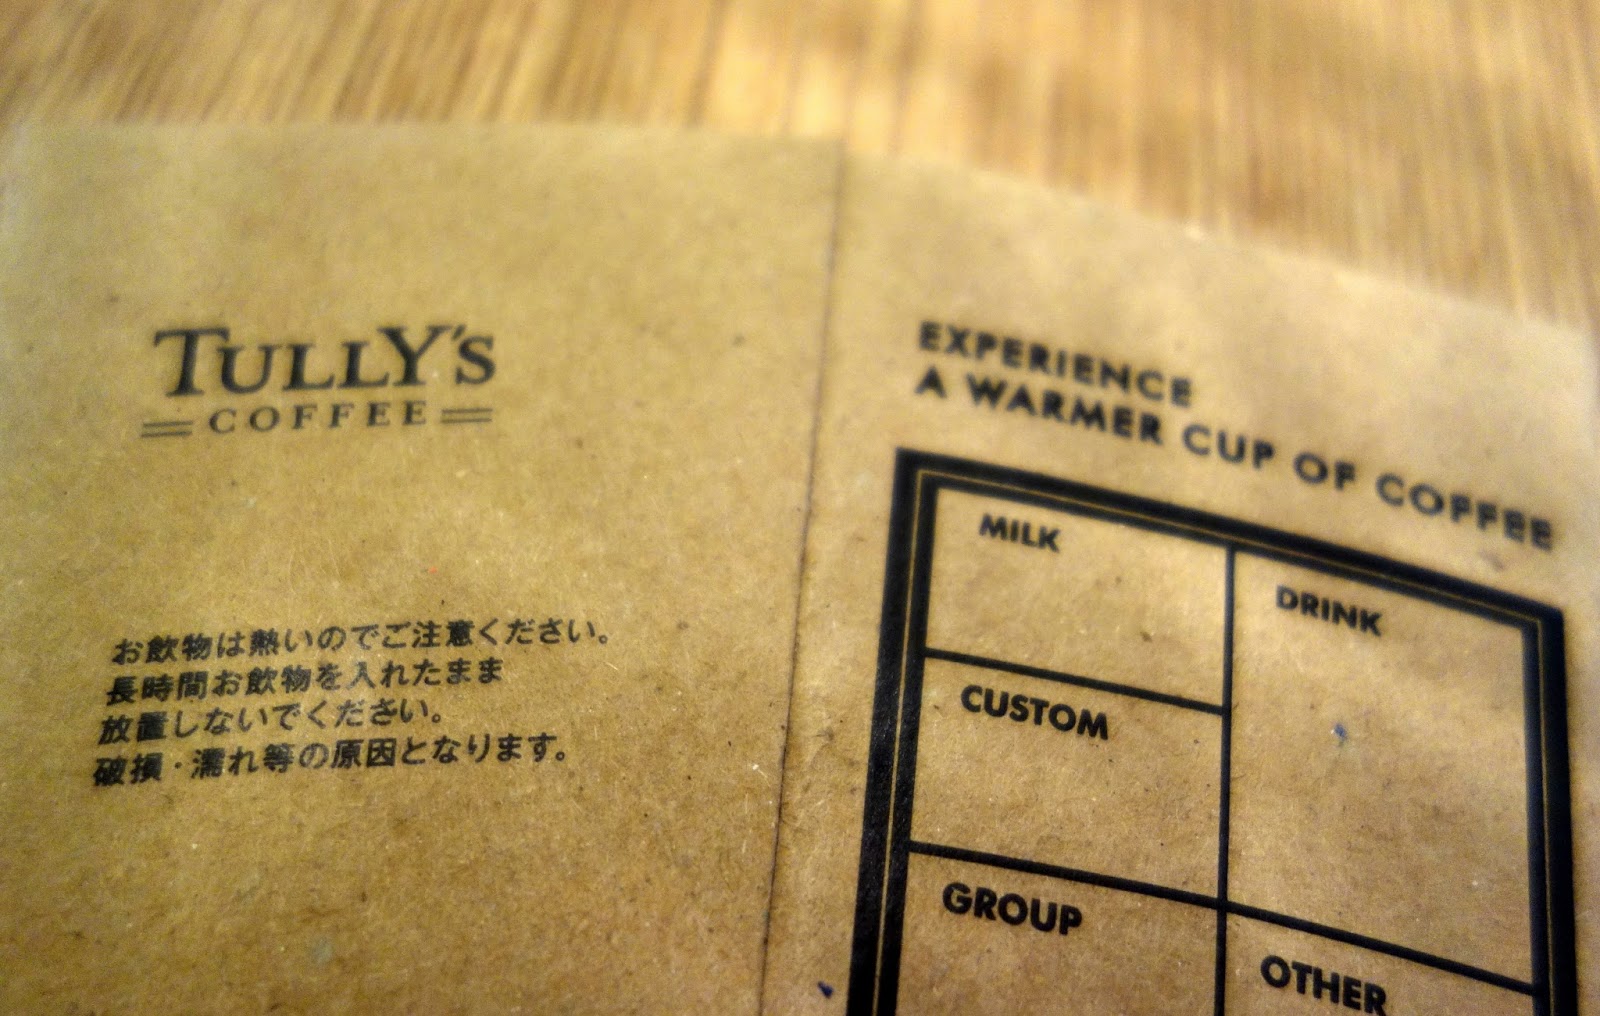 TULLY'S
COFFEE
お飲物は熱いのでご注意ください。
長時間お飲物を入れたまま
放置しないでください。
破損・濡れ等の原因となります。
EXPERIENCE
A WARMER CUP OF COFFEE
MILK
DRINK
CUSTOM
GROUP
OTHER